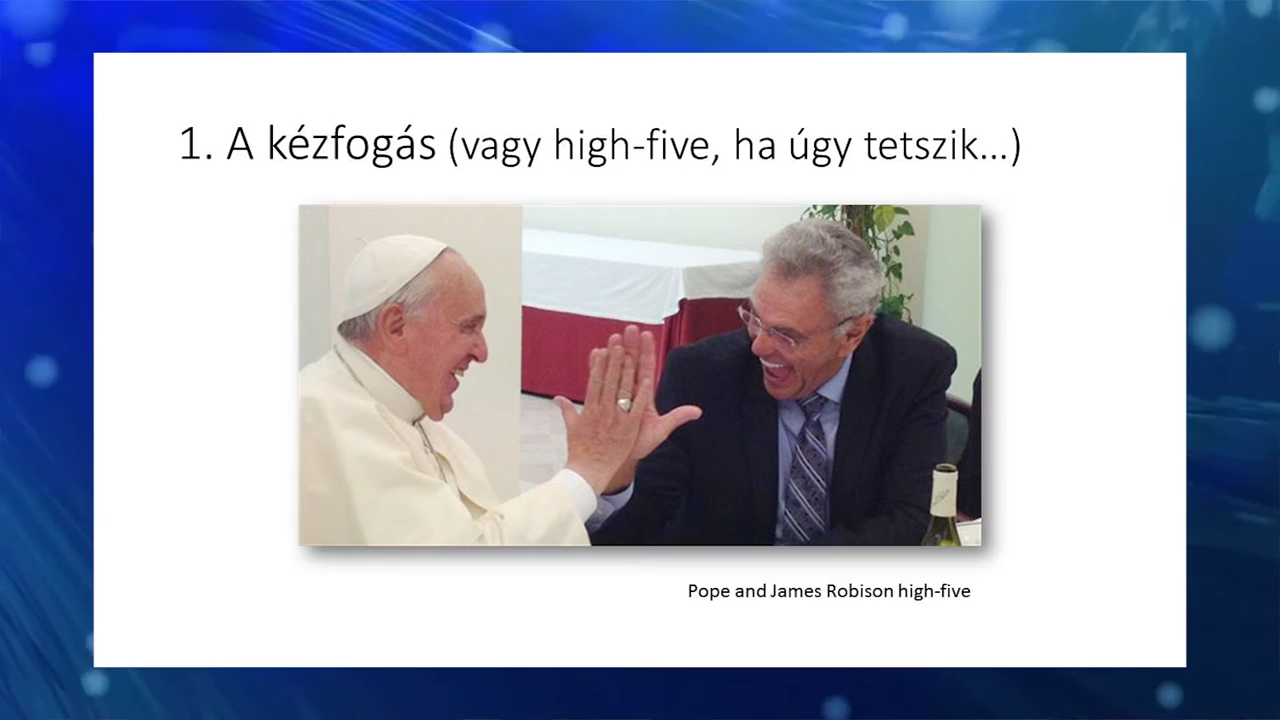 1. A kézfogás (vagy high-five, ha úgy tetszik...)
Pope and James Robison high-five